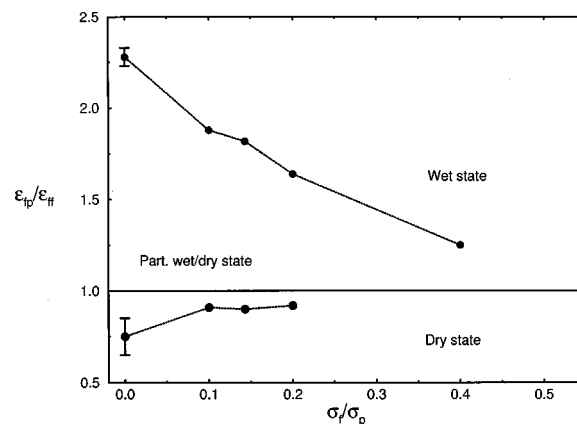 2.5
2.0
ε_fp/ε_ff
Wet state
1.5
Part. wet/dry state
1.0
Dry state
0.5
0.0 0.1 0.2 0.3 0.4 0.5
σ_f/σ_p